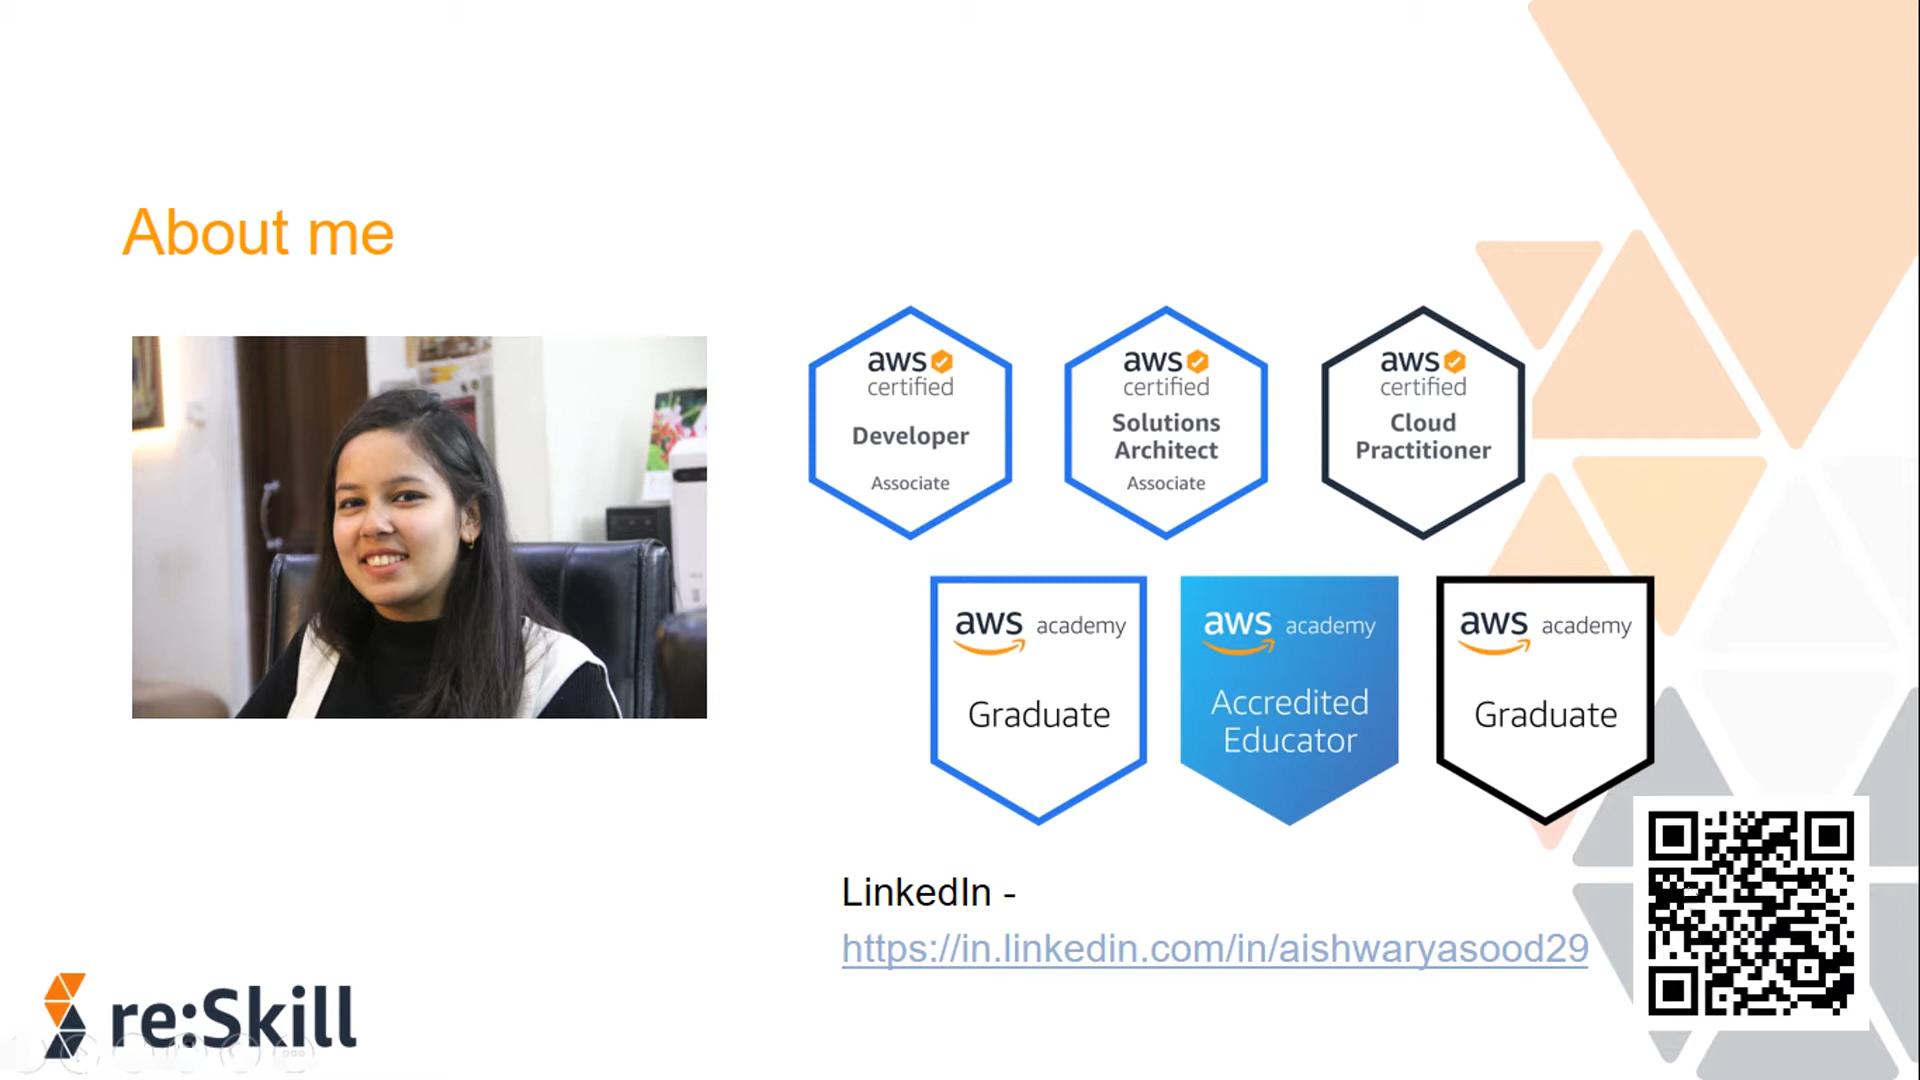 About me
aws
certified
Developer
Associate
aws
certified
Solutions
Architect
Associate
aws
certified
Cloud
Practitioner
aws academy
Graduate
aws academy
Accredited
Educator
aws academy
Graduate
LinkedIn -
https://in.linkedin.com/in/aishwaryasood29
re:Skill